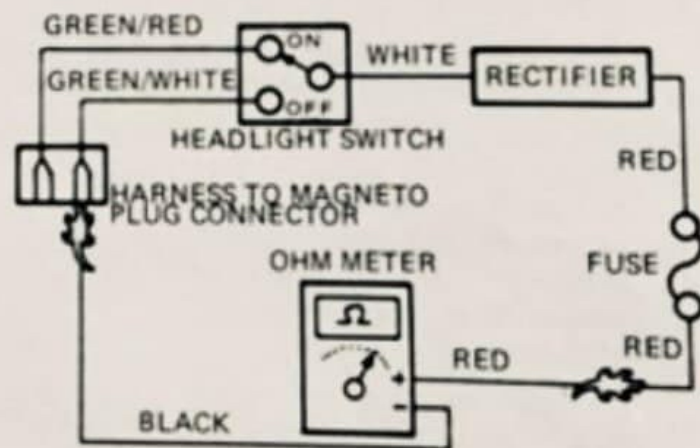 GREEN/RED
ON
WHITE
RECTIFIER
GREEN/WHITE
OFF
HEADLIGHT SWITCH
RED
HARNESS TO MAGNETO
PLUG CONNECTOR
OHM METER
FUSE
Ω
RED
RED
+
-
BLACK